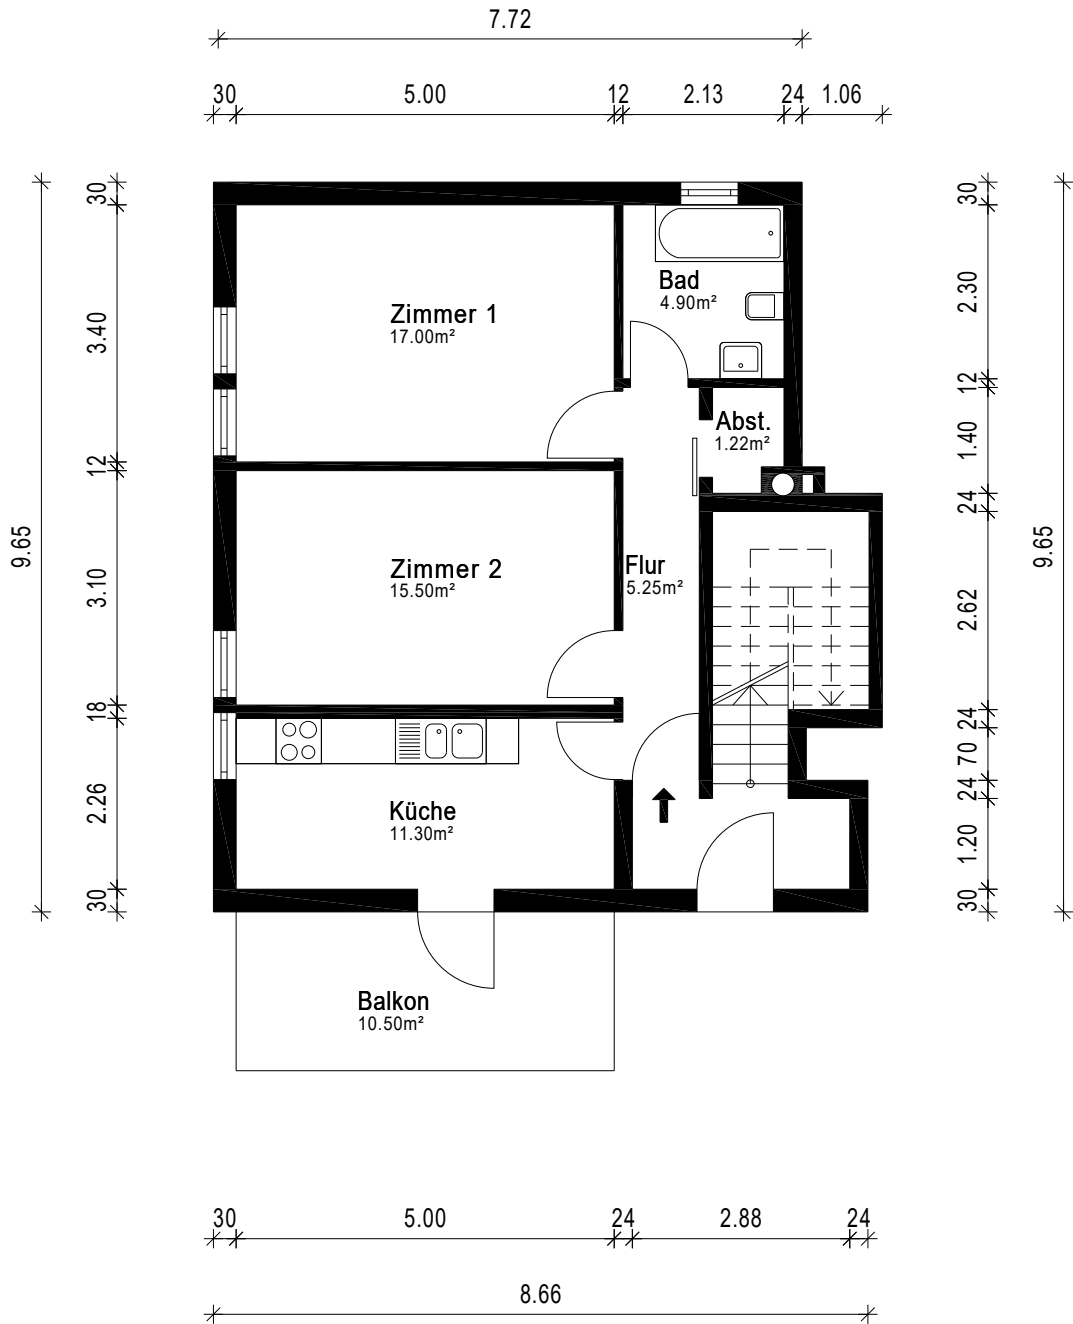 7.72
30 5.00 12 2.13 24 1.06
30
3.40
12
3.10
18
2.26
30
9.65
Zimmer 1
17.00m²
Bad
4.90m²
Abst.
1.22m²
Zimmer 2
15.50m²
Flur
5.25m²
Küche
11.30m²
Balkon
10.50m²
30
2.30
12
1.40
24
2.62
24
70
24
1.20
30
9.65
30 5.00 24 2.88 24
8.66